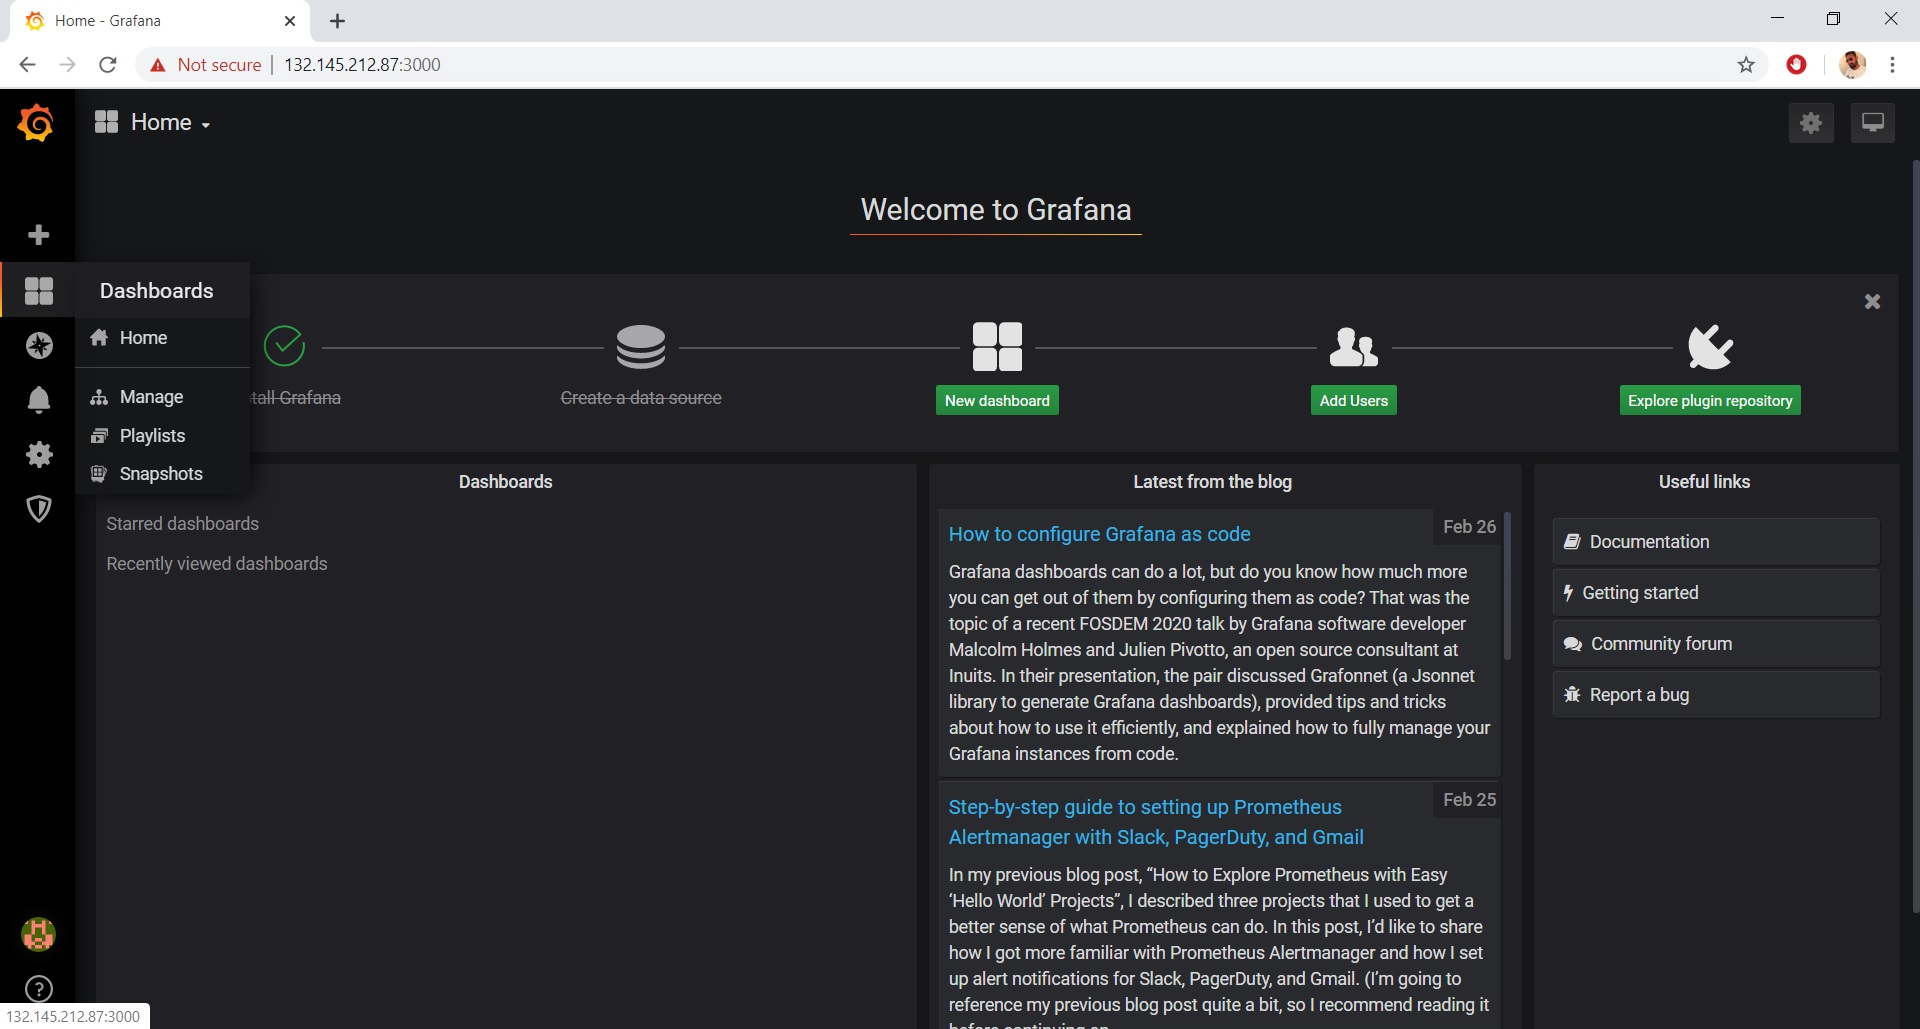 Home - Grafana
Not secure
132.145.212.87:3000
Home
Welcome to Grafana
Dashboards
Home
Manage
Playlists
Snapshots
tall Grafana
Create a data source
New dashboard
Add Users
Explore plugin repository
Dashboards
Starred dashboards
Recently viewed dashboards
Latest from the blog
How to configure Grafana as code
Feb 26
Grafana dashboards can do a lot, but do you know how much more
you can get out of them by configuring them as code? That was the
topic of a recent FOSDEM 2020 talk by Grafana software developer
Malcolm Holmes and Julien Pivotto, an open source consultant at
Inuits. In their presentation, the pair discussed Grafonnet (a Jsonnet
library to generate Grafana dashboards), provided tips and tricks
about how to use it efficiently, and explained how to fully manage your
Grafana instances from code.
Step-by-step guide to setting up Prometheus
Alertmanager with Slack, PagerDuty, and Gmail
Feb 25
In my previous blog post, “How to Explore Prometheus with Easy
‘Hello World’ Projects”, I described three projects that I used to get a
better sense of what Prometheus can do. In this post, I’d like to share
how I got more familiar with Prometheus Alertmanager and how I set
up alert notifications for Slack, PagerDuty, and Gmail. (I’m going to
reference my previous blog post quite a bit, so I recommend reading it
Useful links
Documentation
Getting started
Community forum
Report a bug
132.145.212.87:3000